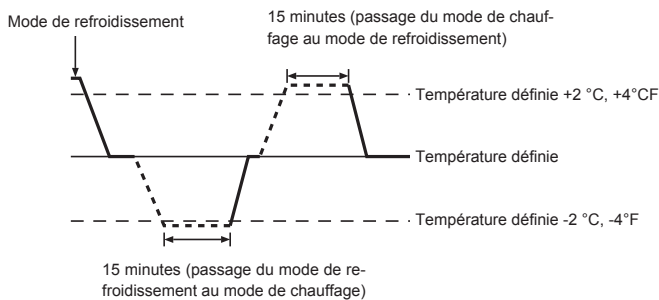 Mode de refroidissement
15 minutes (passage du mode de chauf-
fage au mode de refroidissement)
Température définie +2 °C, +4°CF
Température définie
Température définie -2 °C, -4°F
15 minutes (passage du mode de re-
froidissement au mode de chauffage)